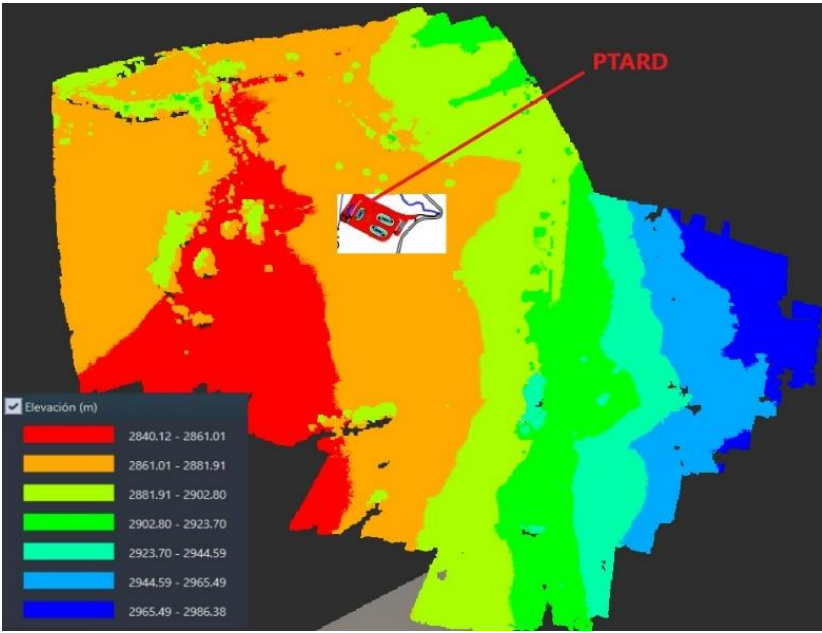 PTARD
Elevación (m)
2840.12 - 2861.01
2861.01 - 2881.91
2881.91 - 2902.80
2902.80 - 2923.70
2923.70 - 2944.59
2944.59 - 2965.49
2965.49 - 2986.38